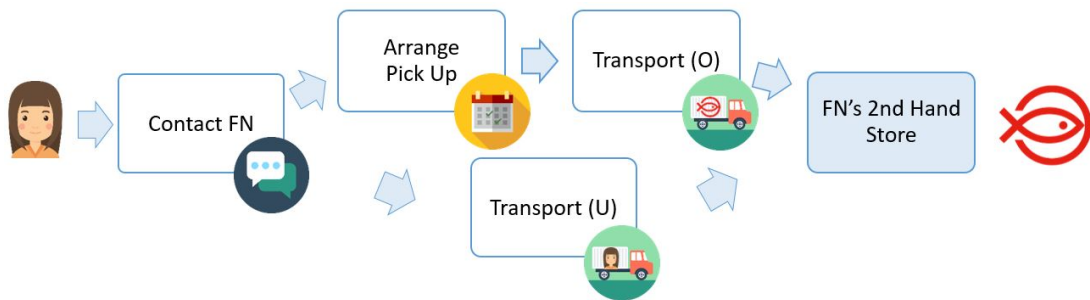 Contact FN
Arrange
Pick Up
Transport (O)
Transport (U)
FN's 2nd Hand
Store